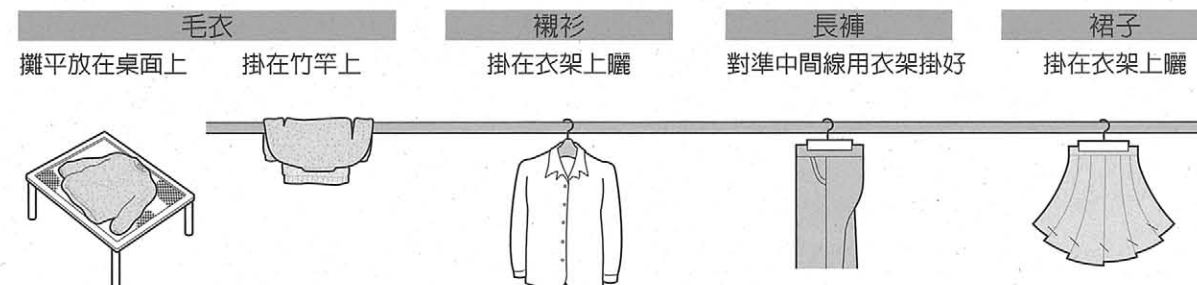 毛衣
襯衫
長褲
裙子
攤平放在桌面上
掛在竹竿上
掛在衣架上曬
對準中間線用衣架掛好
掛在衣架上曬